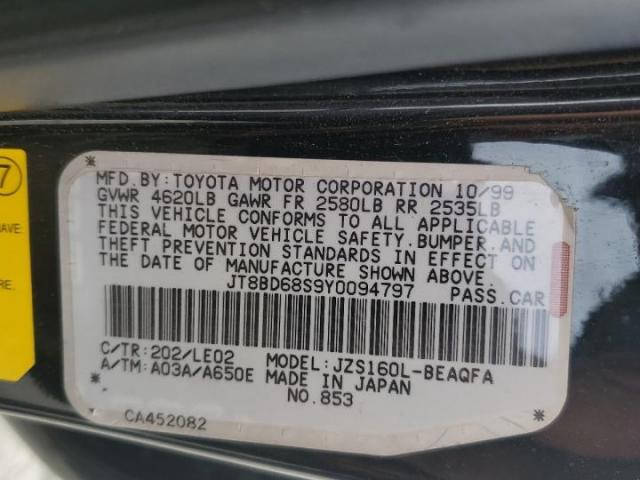 7
HAVE:
MFD.BY:TOYOTA MOTOR CORPORATION 10/99
GVWR 4620LB GAWR FR 2580LB RR 2535LB
THIS VEHICLE CONFORMS TO ALL APPLICABLE
FEDERAL MOTOR VEHICLE SAFETY.BUMPER.AND
THEFT PREVENTION STANDARDS IN EFFECT ON
THE DATE OF MANUFACTURE SHOWN ABOVE.
JT8BD68S9Y0094797 PASS.CAR
C/TR:202/LE02 MODEL:JZS160L-BEAQFA
A/TM:A03A/A650E MADE IN JAPAN
NO.853
CA452082